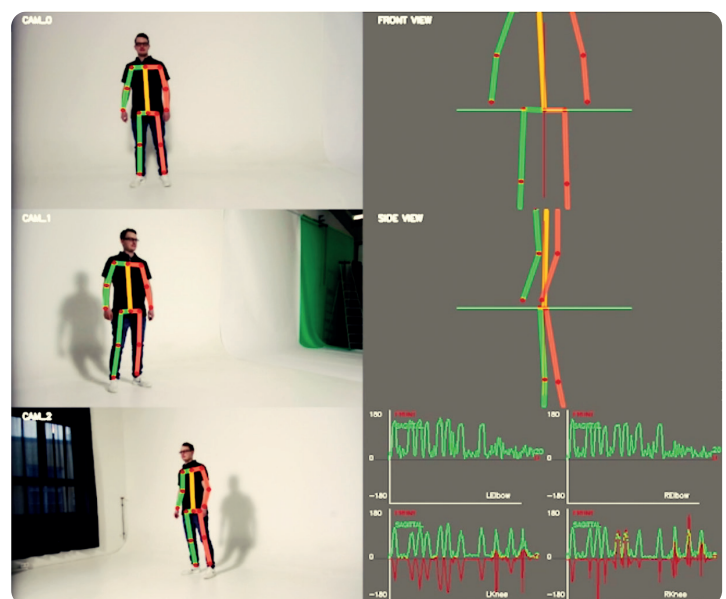 CAM_0
FRONT VIEW
CAM_1
SIDE VIEW
CAM_2
180
SAGITTAL
0
-180
LElbow
180
SAGITTAL
0
-180
RElbow
180
SAGITTAL
0
-180
LKnee
180
SAGITTAL
0
-180
RKnee